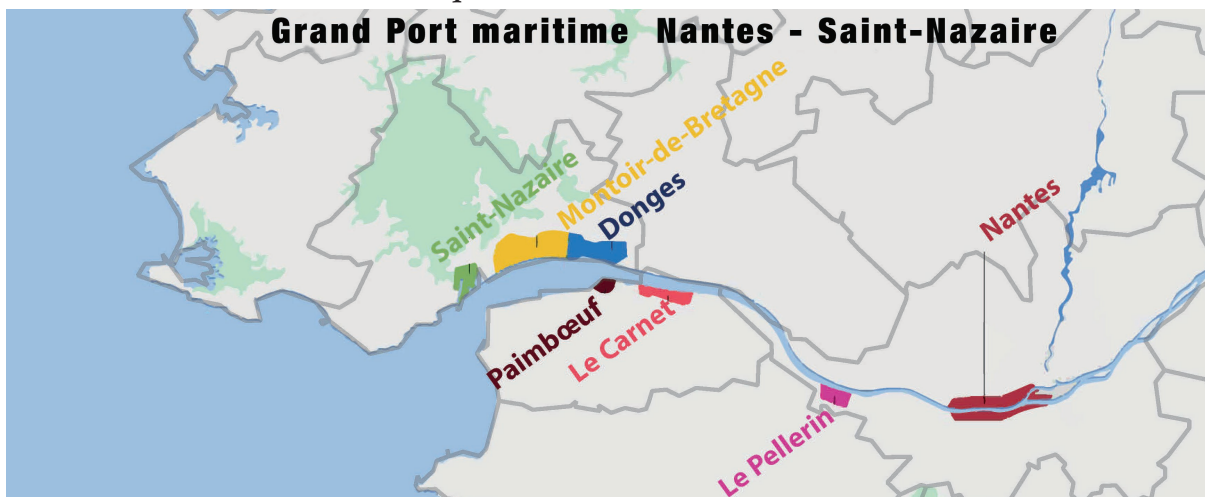 Grand Port maritime Nantes - Saint-Nazaire
Saint-Nazaire
Montoir-de-Bretagne
Donges
Nantes
Paimbœuf
Le Carnet
Le Pellerin